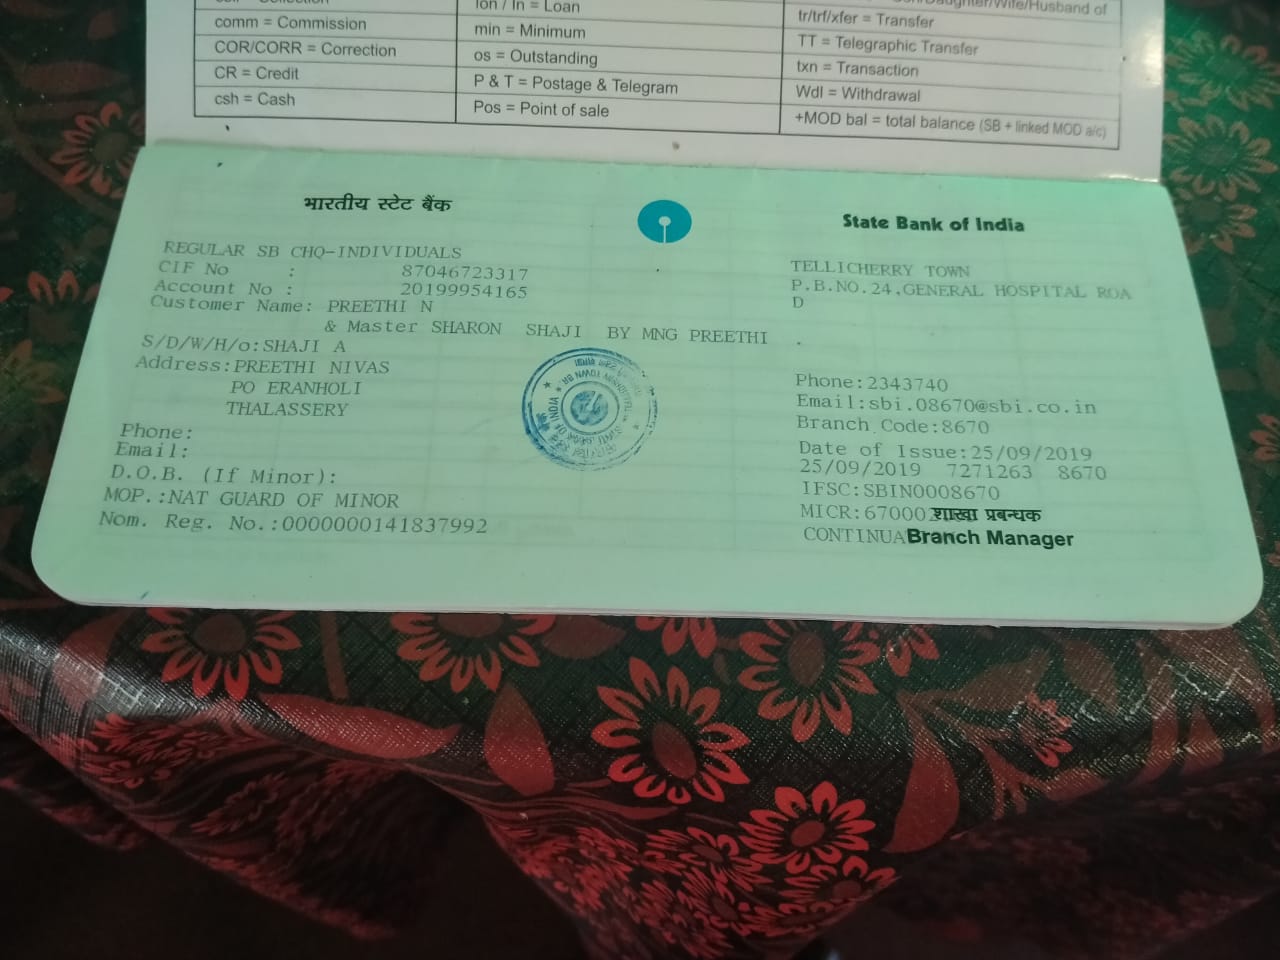 lon / ln = Loan
comm = Commission
COR/CORR = Correction
CR = Credit
csh = Cash
min = Minimum
os = Outstanding
P & T = Postage & Telegram
Pos = Point of sale
Daughter/Wife/Husband of
tr/trf/xfer = Transfer
TT = Telegraphic Transfer
txn = Transaction
Wdl = Withdrawal
+MOD bal = total balance (SB + linked MOD a/c)
भारतीय स्टेट बैंक
REGULAR SB CHQ-INDIVIDUALS
CIF No : 87046723317
Account No : 20199954165
Customer Name: PREETHI N
& Master SHARON SHAJI BY MNG PREETHI
S/D/W/H/o:SHAJI A
Address:PREETHI NIVAS
PO ERANHOLI
THALASSERY
Phone:
Email:
D.O.B. (If Minor):
MOP.:NAT GUARD OF MINOR
Nom. Reg. No.:0000000141837992
State Bank of India
TELLICHERRY TOWN
P.B.NO.24,GENERAL HOSPITAL ROA
D
Phone:2343740
Email:sbi.08670@sbi.co.in
Branch Code:8670
Date of Issue:25/09/2019
25/09/2019 7271263 8670
IFSC:SBIN0008670
MICR:67000
शाखा प्रबन्धक
CONTINUA
Branch Manager